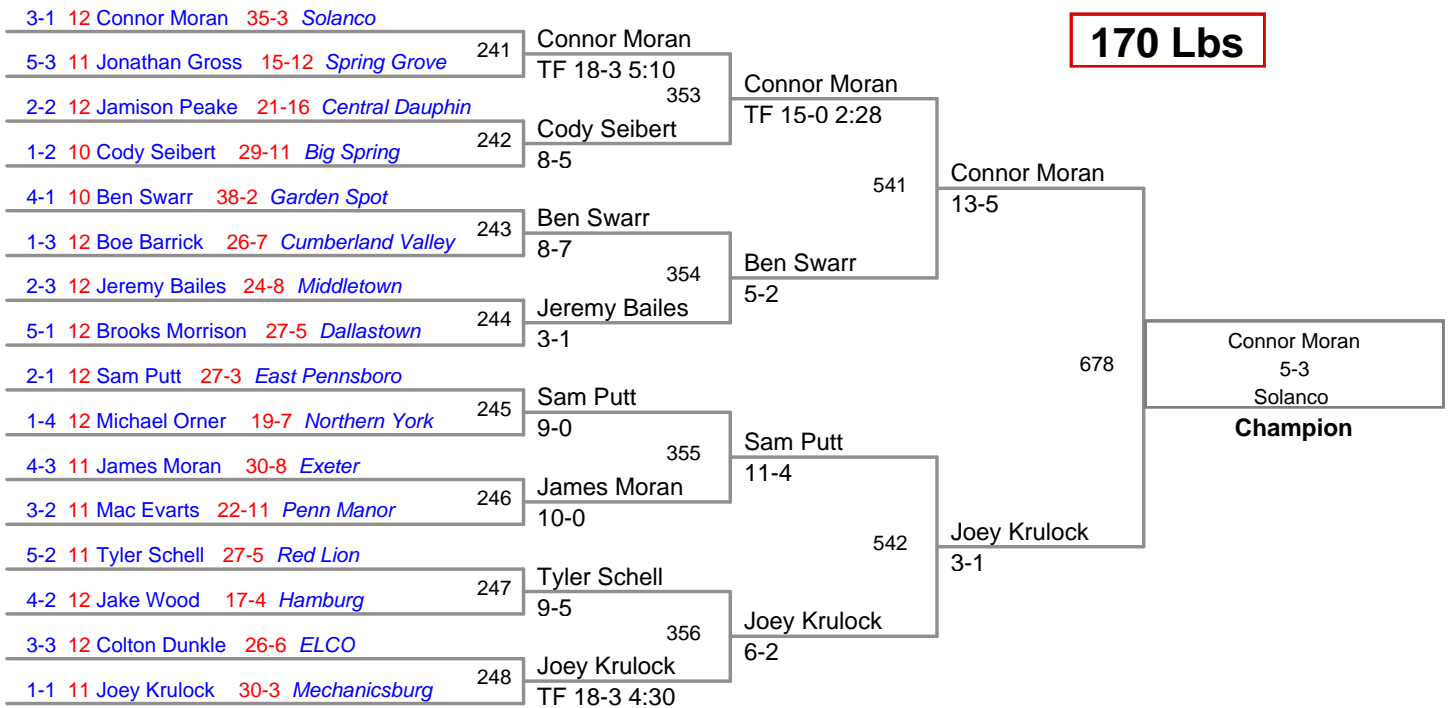 170 Lbs
3-1 12 Connor Moran 35-3 Solanco
5-3 11 Jonathan Gross 15-12 Spring Grove
2-2 12 Jamison Peake 21-16 Central Dauphin
1-2 10 Cody Seibert 29-11 Big Spring
4-1 10 Ben Swarr 38-2 Garden Spot
1-3 12 Boe Barrick 26-7 Cumberland Valley
2-3 12 Jeremy Bailes 24-8 Middletown
5-1 12 Brooks Morrison 27-5 Dallastown
2-1 12 Sam Putt 27-3 East Pennsboro
1-4 12 Michael Orner 19-7 Northern York
4-3 11 James Moran 30-8 Exeter
3-2 11 Mac Evarts 22-11 Penn Manor
5-2 11 Tyler Schell 27-5 Red Lion
4-2 12 Jake Wood 17-4 Hamburg
3-3 12 Colton Dunkle 26-6 ELCO
1-1 11 Joey Krulock 30-3 Mechanicsburg
241
Connor Moran
TF 18-3 5:10
242
Cody Seibert
8-5
243
Ben Swarr
8-7
244
Jeremy Bailes
3-1
245
Sam Putt
9-0
246
James Moran
10-0
247
Tyler Schell
9-5
248
Joey Krulock
TF 18-3 4:30
353
Connor Moran
TF 15-0 2:28
354
Ben Swarr
5-2
355
Sam Putt
11-4
356
Joey Krulock
6-2
541
Connor Moran
13-5
542
Joey Krulock
3-1
678
Connor Moran
5-3
Solanco
Champion